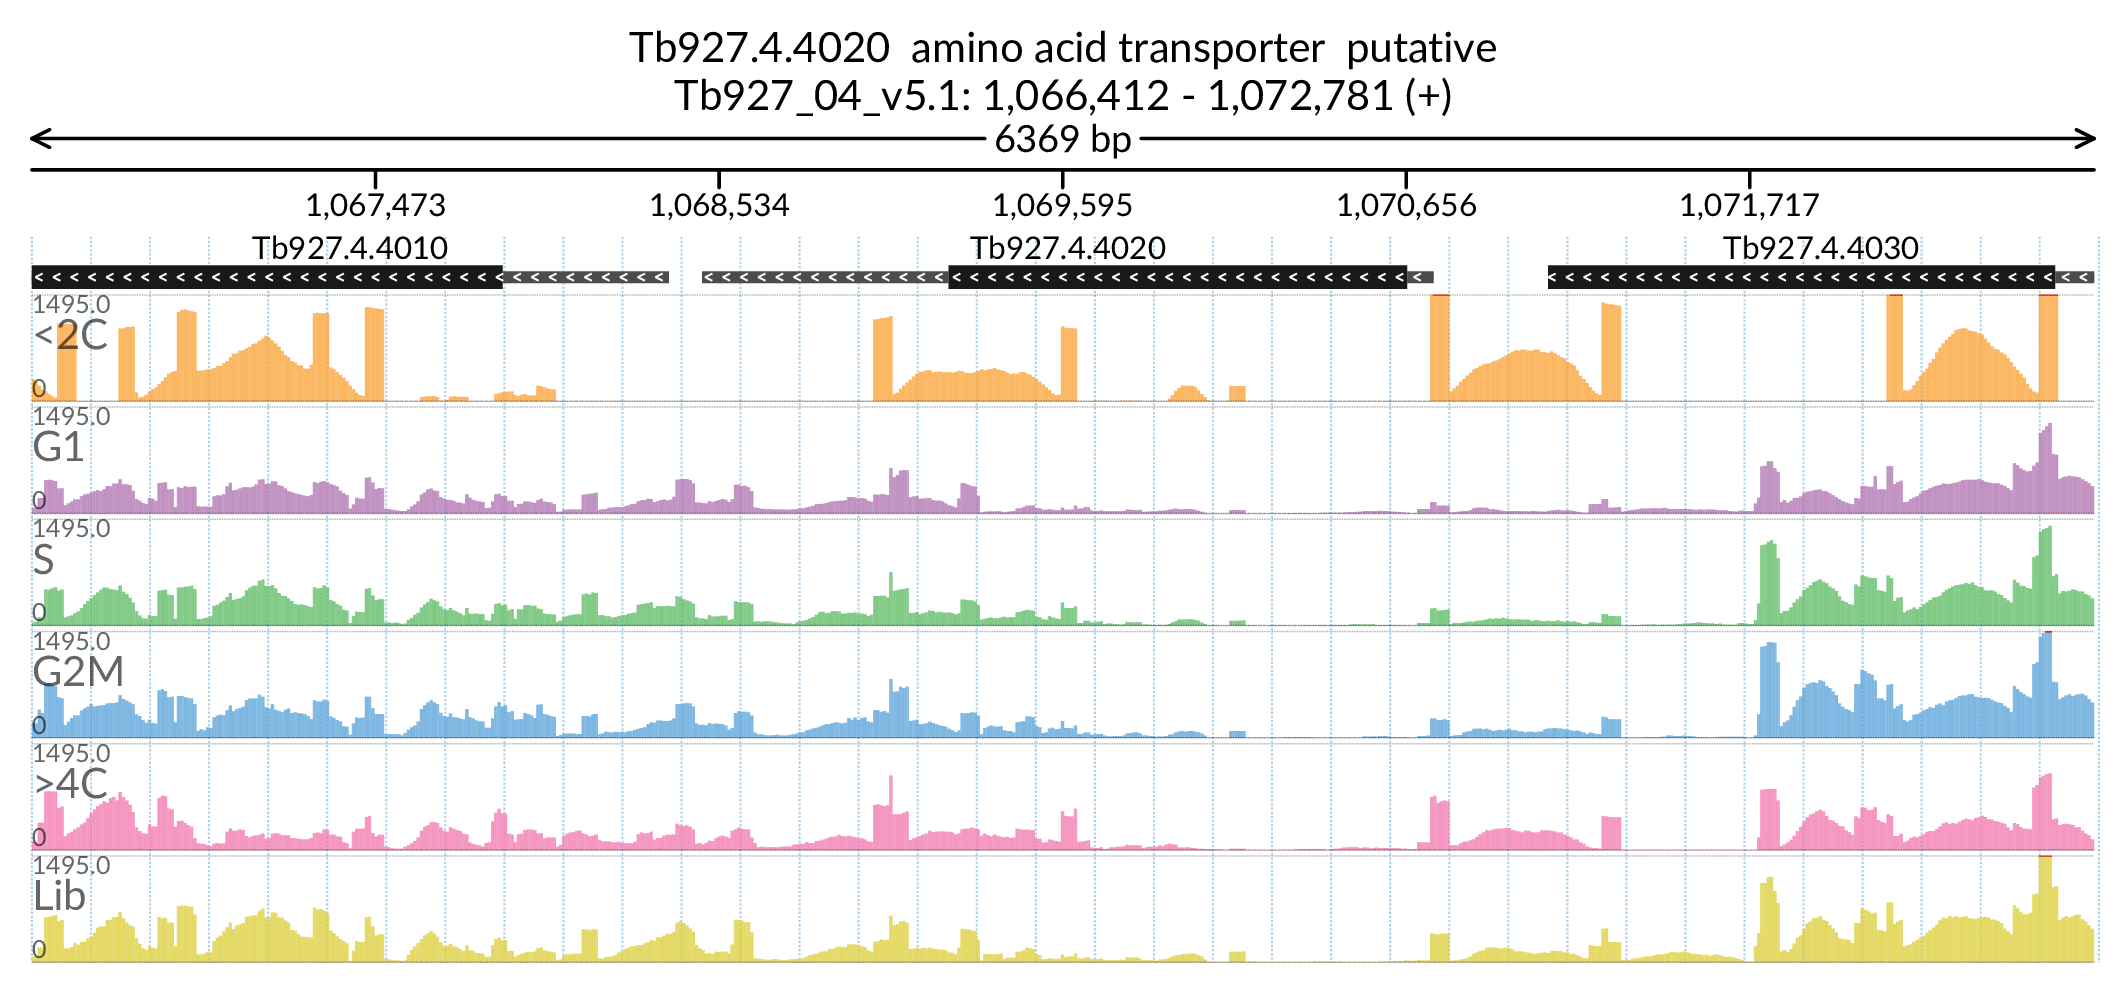 Tb927.4.4020  amino acid transporter  putative
Tb927_04_v5.1: 1,066,412 - 1,072,781 (+)
6369 bp
1,067,473 1,068,534 1,069,595 1,070,656 1,071,717
Tb927.4.4010 Tb927.4.4020 Tb927.4.4030
1495.0
<2C
0
1495.0
G1
0
1495.0
S
0
1495.0
G2M
0
1495.0
>4C
0
1495.0
Lib
0